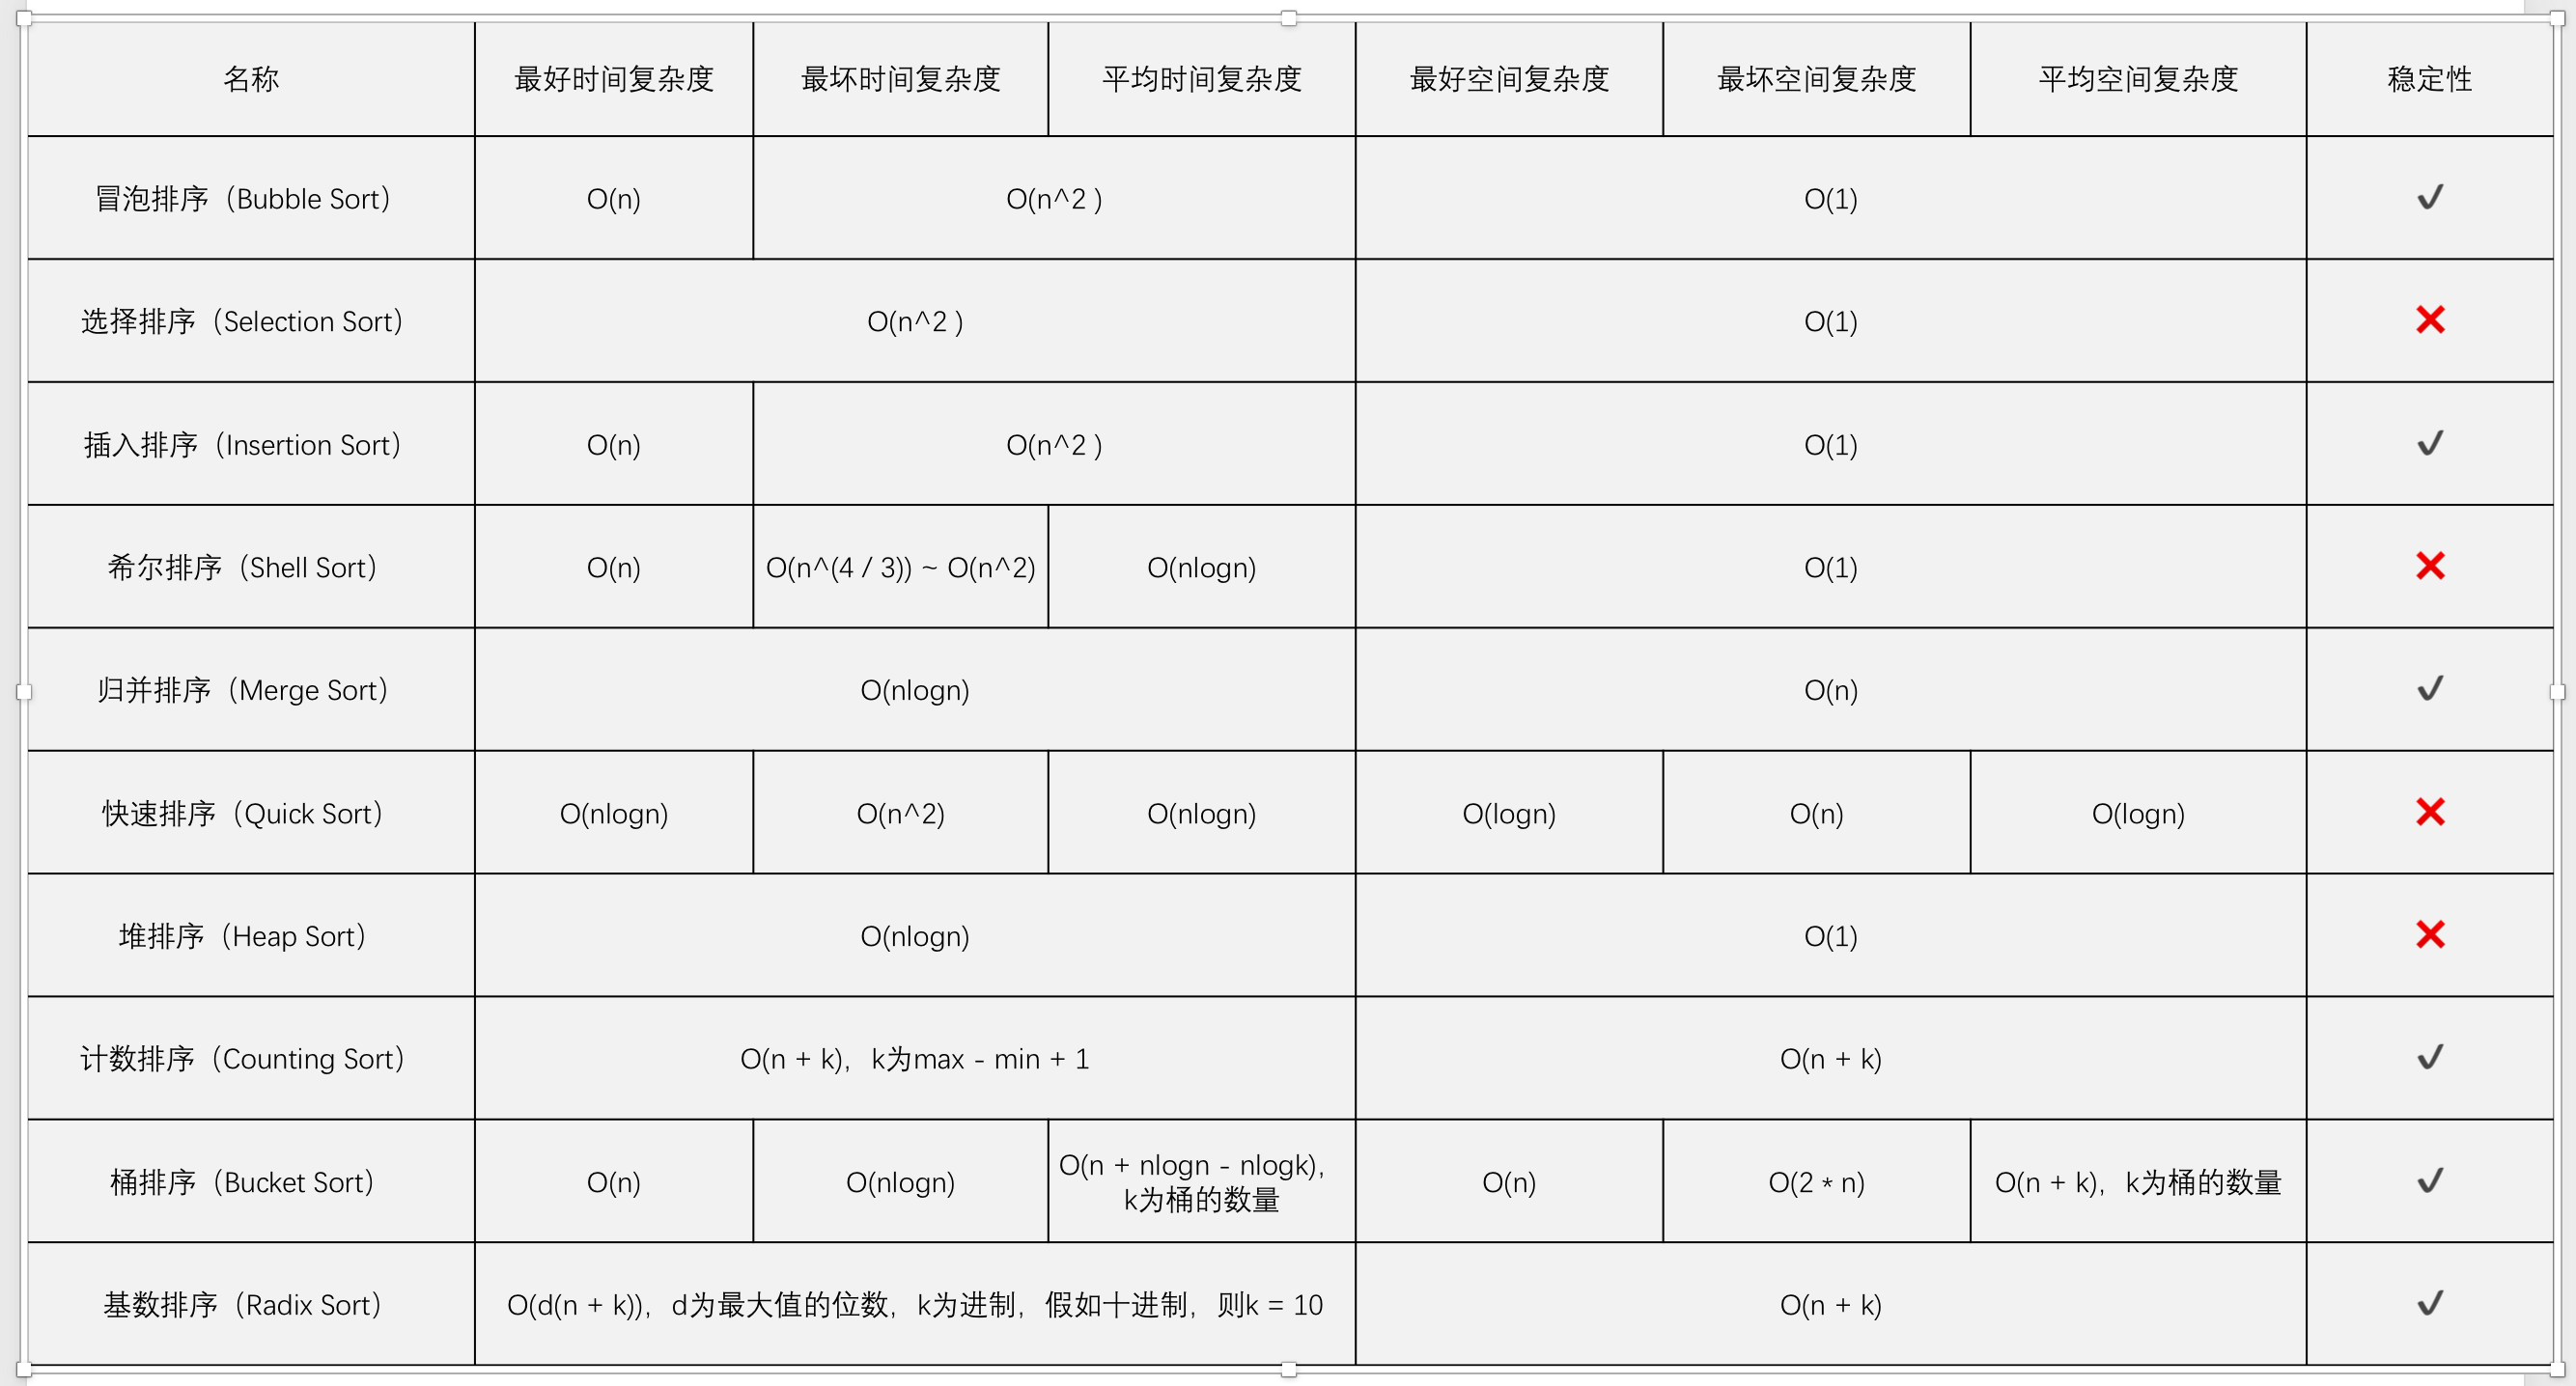 名称 最好时间复杂度 最坏时间复杂度 平均时间复杂度 最好空间复杂度 最坏空间复杂度 平均空间复杂度 稳定性
冒泡排序（Bubble Sort） O(n) O(n^2 ) O(1) ✔
选择排序（Selection Sort） O(n^2 ) O(1) ❌
插入排序（Insertion Sort） O(n) O(n^2 ) O(1) ✔
希尔排序（Shell Sort） O(n) O(n^(4 / 3)) ~ O(n^2) O(nlogn) O(1) ❌
归并排序（Merge Sort） O(nlogn) O(n) ✔
快速排序（Quick Sort） O(nlogn) O(n^2) O(nlogn) O(logn) O(n) O(logn) ❌
堆排序（Heap Sort） O(nlogn) O(1) ❌
计数排序（Counting Sort） O(n + k)，k为max - min + 1 O(n + k) ✔
桶排序（Bucket Sort） O(n) O(nlogn) O(n + nlogn - nlogk)，
k为桶的数量 O(n) O(2 * n) O(n + k)，k为桶的数量 ✔
基数排序（Radix Sort） O(d(n + k))，d为最大值的位数，k为进制，假如十进制，则k = 10 O(n + k) ✔